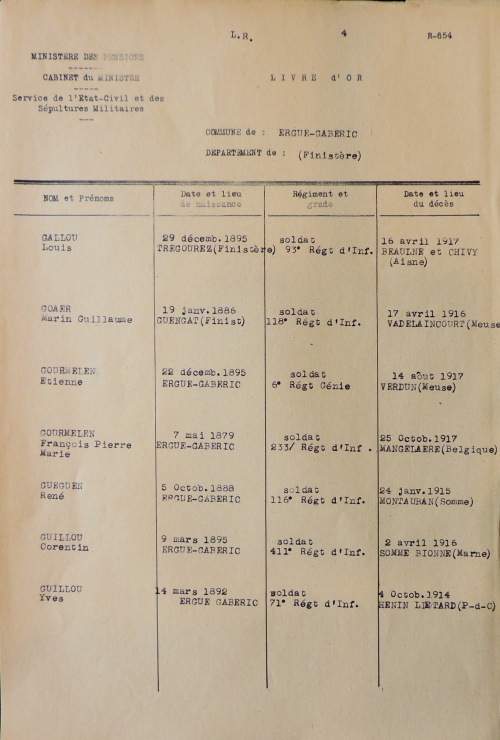 L.R. 4 R-854
MINISTERE DES PENSIONS
CABINET du MINISTRE
LIVRE d'OR
Service de l'Etat-Civil et des
Sépultures Militaires
COMMUNE de : ERGUE-GABERIC
DEPARTEMENT de : (Finistère)
NOM et Prénoms Date et lieu de naissance Régiment et grade Date et lieu du décès
GALLOU 29 décemb.1895 soldat 16 avril 1917
Louis TREGOUREZ(Finistère) 93° Régt d'Inf. BEAULNE et CHIVY
(Aisne)
GOAER 19 janv.1886 soldat 17 avril 1916
Marin Guillaume GUENGAT(Finist) 118° Régt d'Inf. VADELAINCOURT(Meuse
GOURMELEN 22 décemb.1895 soldat 14 août 1917
Etienne ERGUE-GABERIC 6° Régt Génie VERDUN(Meuse)
GOURMELEN 7 mai 1879 soldat 25 Octob.1917
François Pierre ERGUE-GABERIC 233/ Régt d'Inf . MANGELAERE(Belgique)
Marie
GUEGUEN 5 Octob.1888 soldat 24 janv.1915
René ERGUE-GABERIC 116° Régt d'Inf. MONTAUBAN(Somme)
GUILLOU 9 mars 1895 soldat 2 avril 1916
Corentin ERGUE-GABERIC 411° Régt d'Inf. SOMME BIONNE(Marne)
GUILLOU 14 mars 1892 soldat 4 Octob.1914
Yves ERGUE GABERIC 71° Régt d'Inf. HENIN LIETARD(P-d-C)